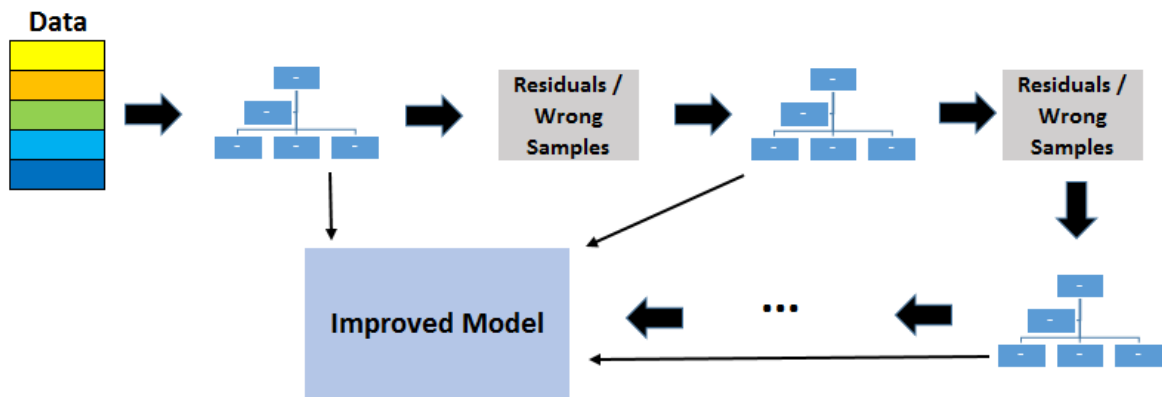 Data
-
-
- - -
Residuals /
Wrong
Samples
-
-
- - -
Residuals /
Wrong
Samples
Improved Model
...
-
-
- - -